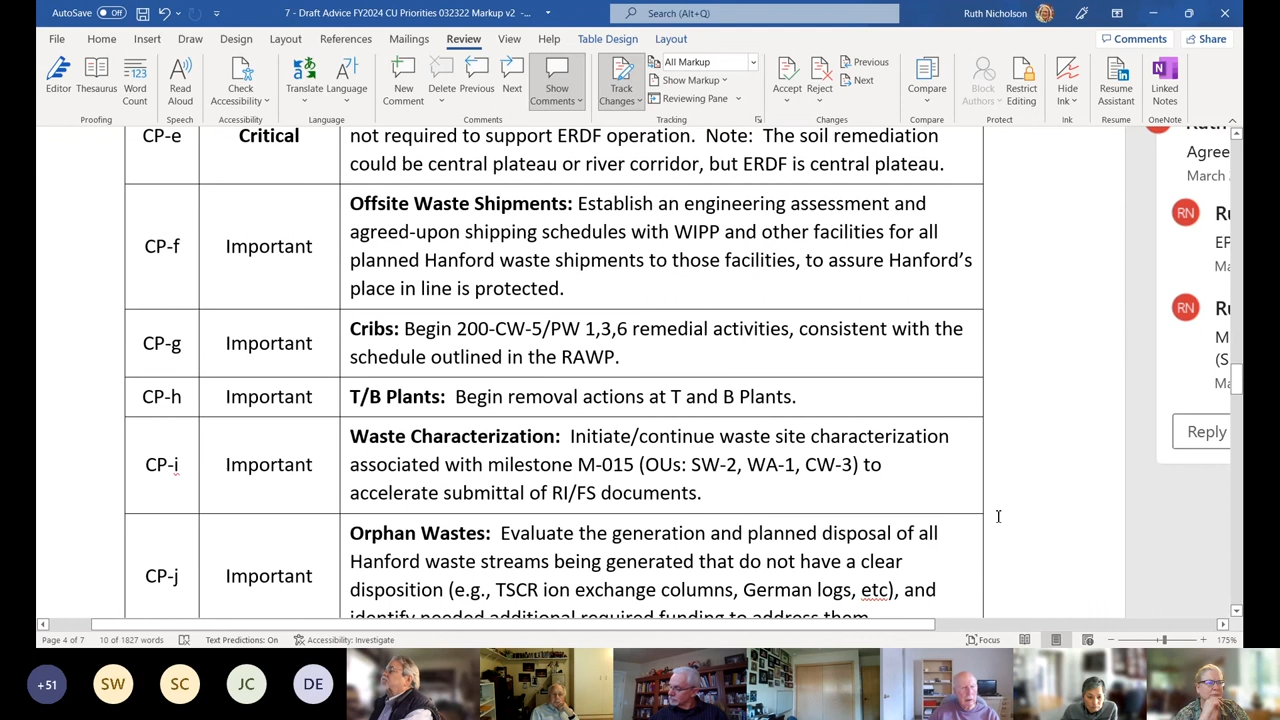 AutoSave Off
7 - Draft Advice FY2024 CU Priorities 032322 Markup v2 - ...
Search (Alt+Q)
Ruth Nicholson
File Home Insert Draw Design Layout References Mailings Review View Help Table Design Layout
Comments Share
Editor Thesaurus Word Count
Read Aloud
Check Accessibility
Translate Language
New Comment Delete Previous Next Show Comments
Track Changes
All Markup
Show Markup
Reviewing Pane
Accept Reject
Previous
Next
Compare
Block Authors Restrict Editing
Hide Ink
Resume Assistant
Linked Notes
Proofing Speech Accessibility Language Comments Tracking Changes Compare Protect Ink Resume OneNote
CP-e Critical not required to support ERDF operation. Note: The soil remediation
could be central plateau or river corridor, but ERDF is central plateau.
CP-f Important Offsite Waste Shipments: Establish an engineering assessment and
agreed-upon shipping schedules with WIPP and other facilities for all
planned Hanford waste shipments to those facilities, to assure Hanford's
place in line is protected.
CP-g Important Cribs: Begin 200-CW-5/PW 1,3,6 remedial activities, consistent with the
schedule outlined in the RAWP.
CP-h Important T/B Plants: Begin removal actions at T and B Plants.
CP-i Important Waste Characterization: Initiate/continue waste site characterization
associated with milestone M-015 (OUs: SW-2, WA-1, CW-3) to
accelerate submittal of RI/FS documents.
CP-j Important Orphan Wastes: Evaluate the generation and planned disposal of all
Hanford waste streams being generated that do not have a clear
disposition (e.g., TSCR ion exchange columns, German logs, etc), and
identify needed additional required funding to address them
Agree
March
RN Ru
EP
Ma
RN Ru
M
(S
Ma
Reply
Page 4 of 7 10 of 1827 words Text Predictions: On Accessibility: Investigate Focus 175%
+51 SW SC JC DE